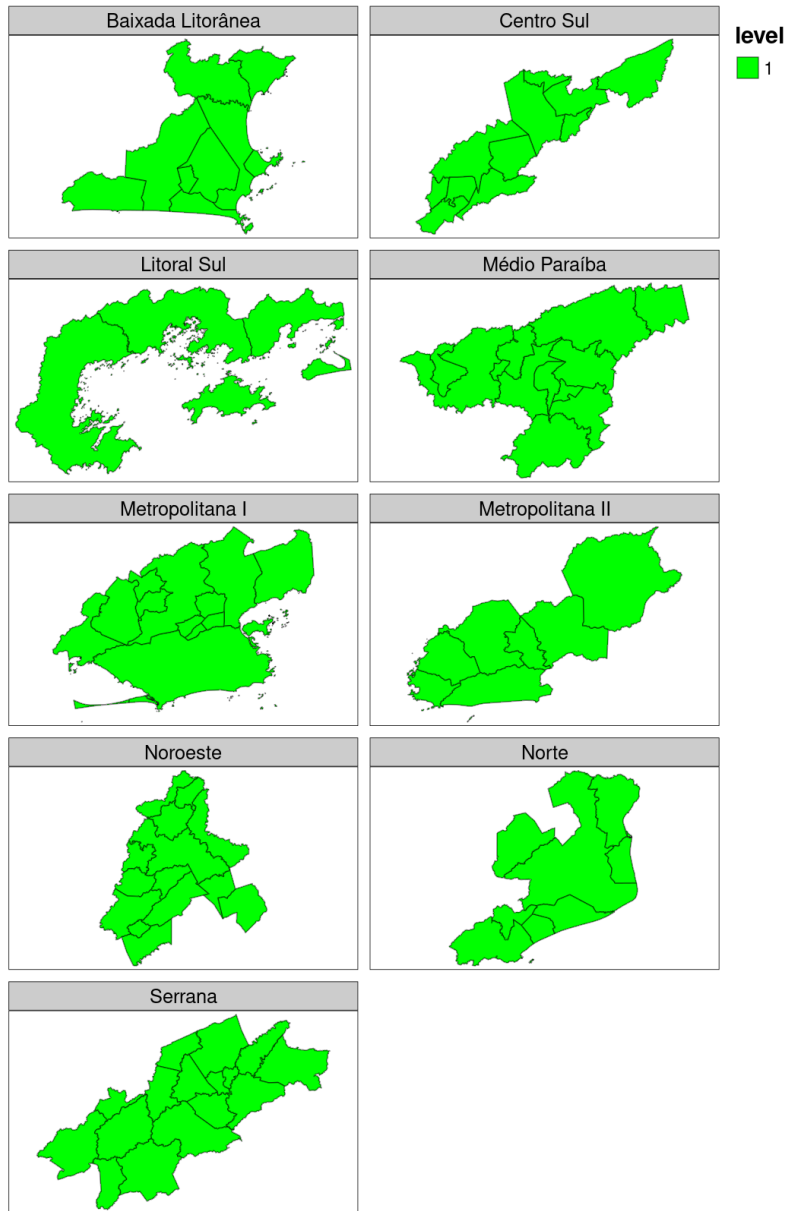 Baixada Litorânea
Centro Sul
level
1
Litoral Sul
Médio Paraíba
Metropolitana I
Metropolitana II
Noroeste
Norte
Serrana